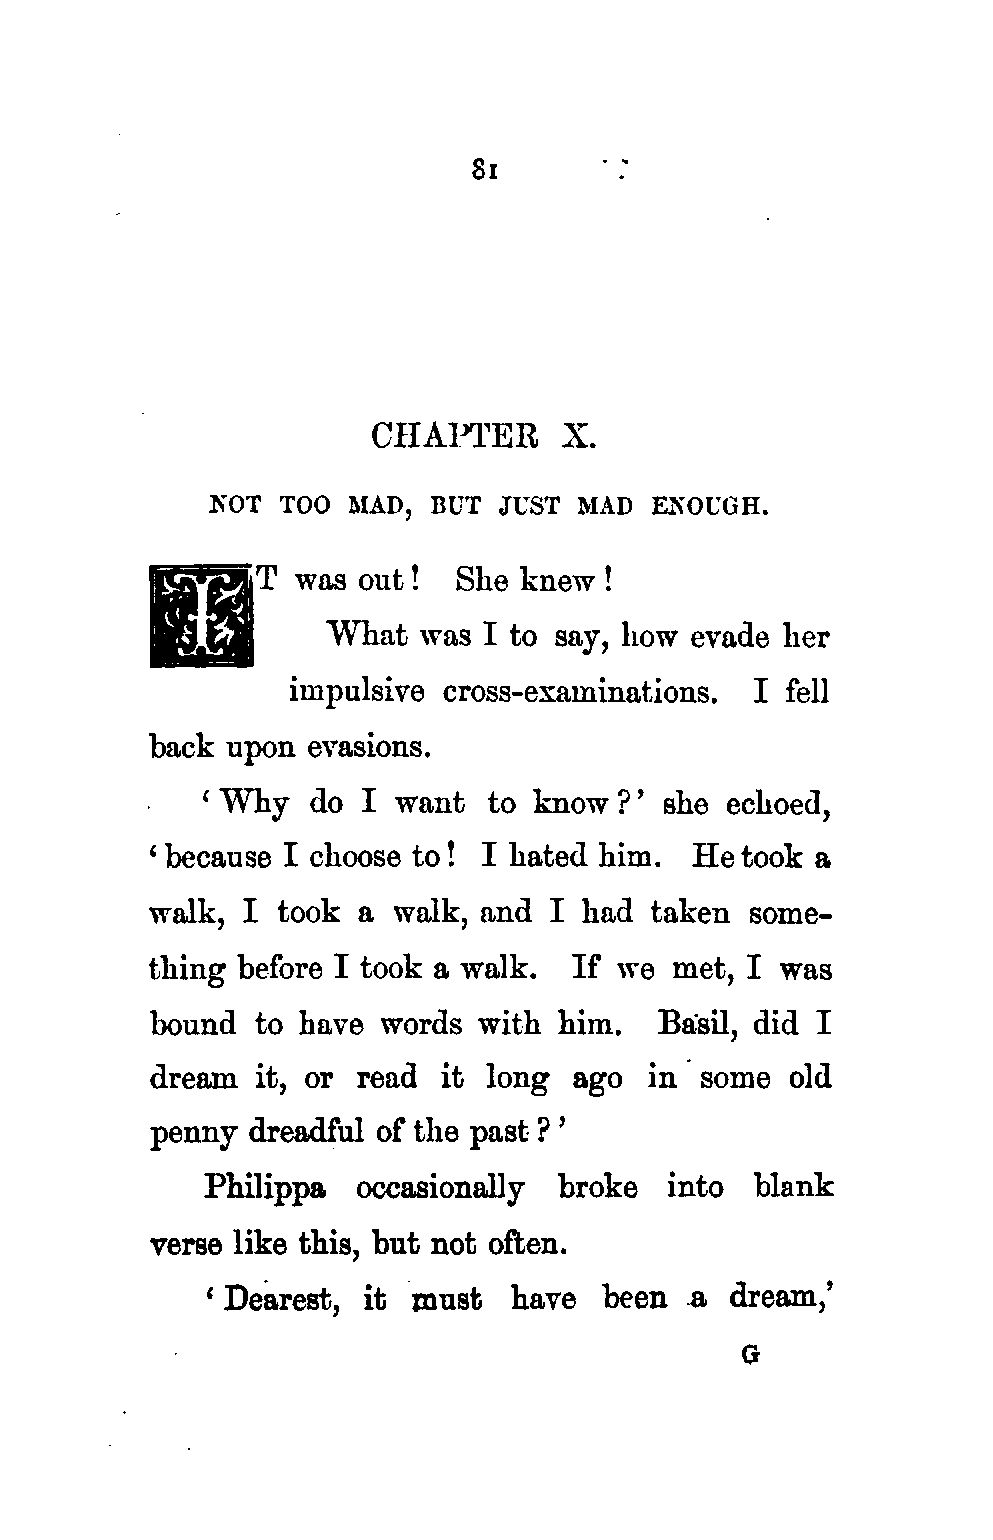 81
CHAPTER X.
NOT TOO MAD, BUT JUST MAD ENOUGH.
IT was out! She knew!
What was I to say, how evade her
impulsive cross-examinations. I fell
back upon evasions.
‘Why do I want to know?’ she echoed,
‘because I choose to! I hated him. He took a
walk, I took a walk, and I had taken some-
thing before I took a walk. If we met, I was
bound to have words with him. Basil, did I
dream it, or read it long ago in some old
penny dreadful of the past?’
Philippa occasionally broke into blank
verse like this, but not often.
‘Dearest, it must have been a dream,’
G